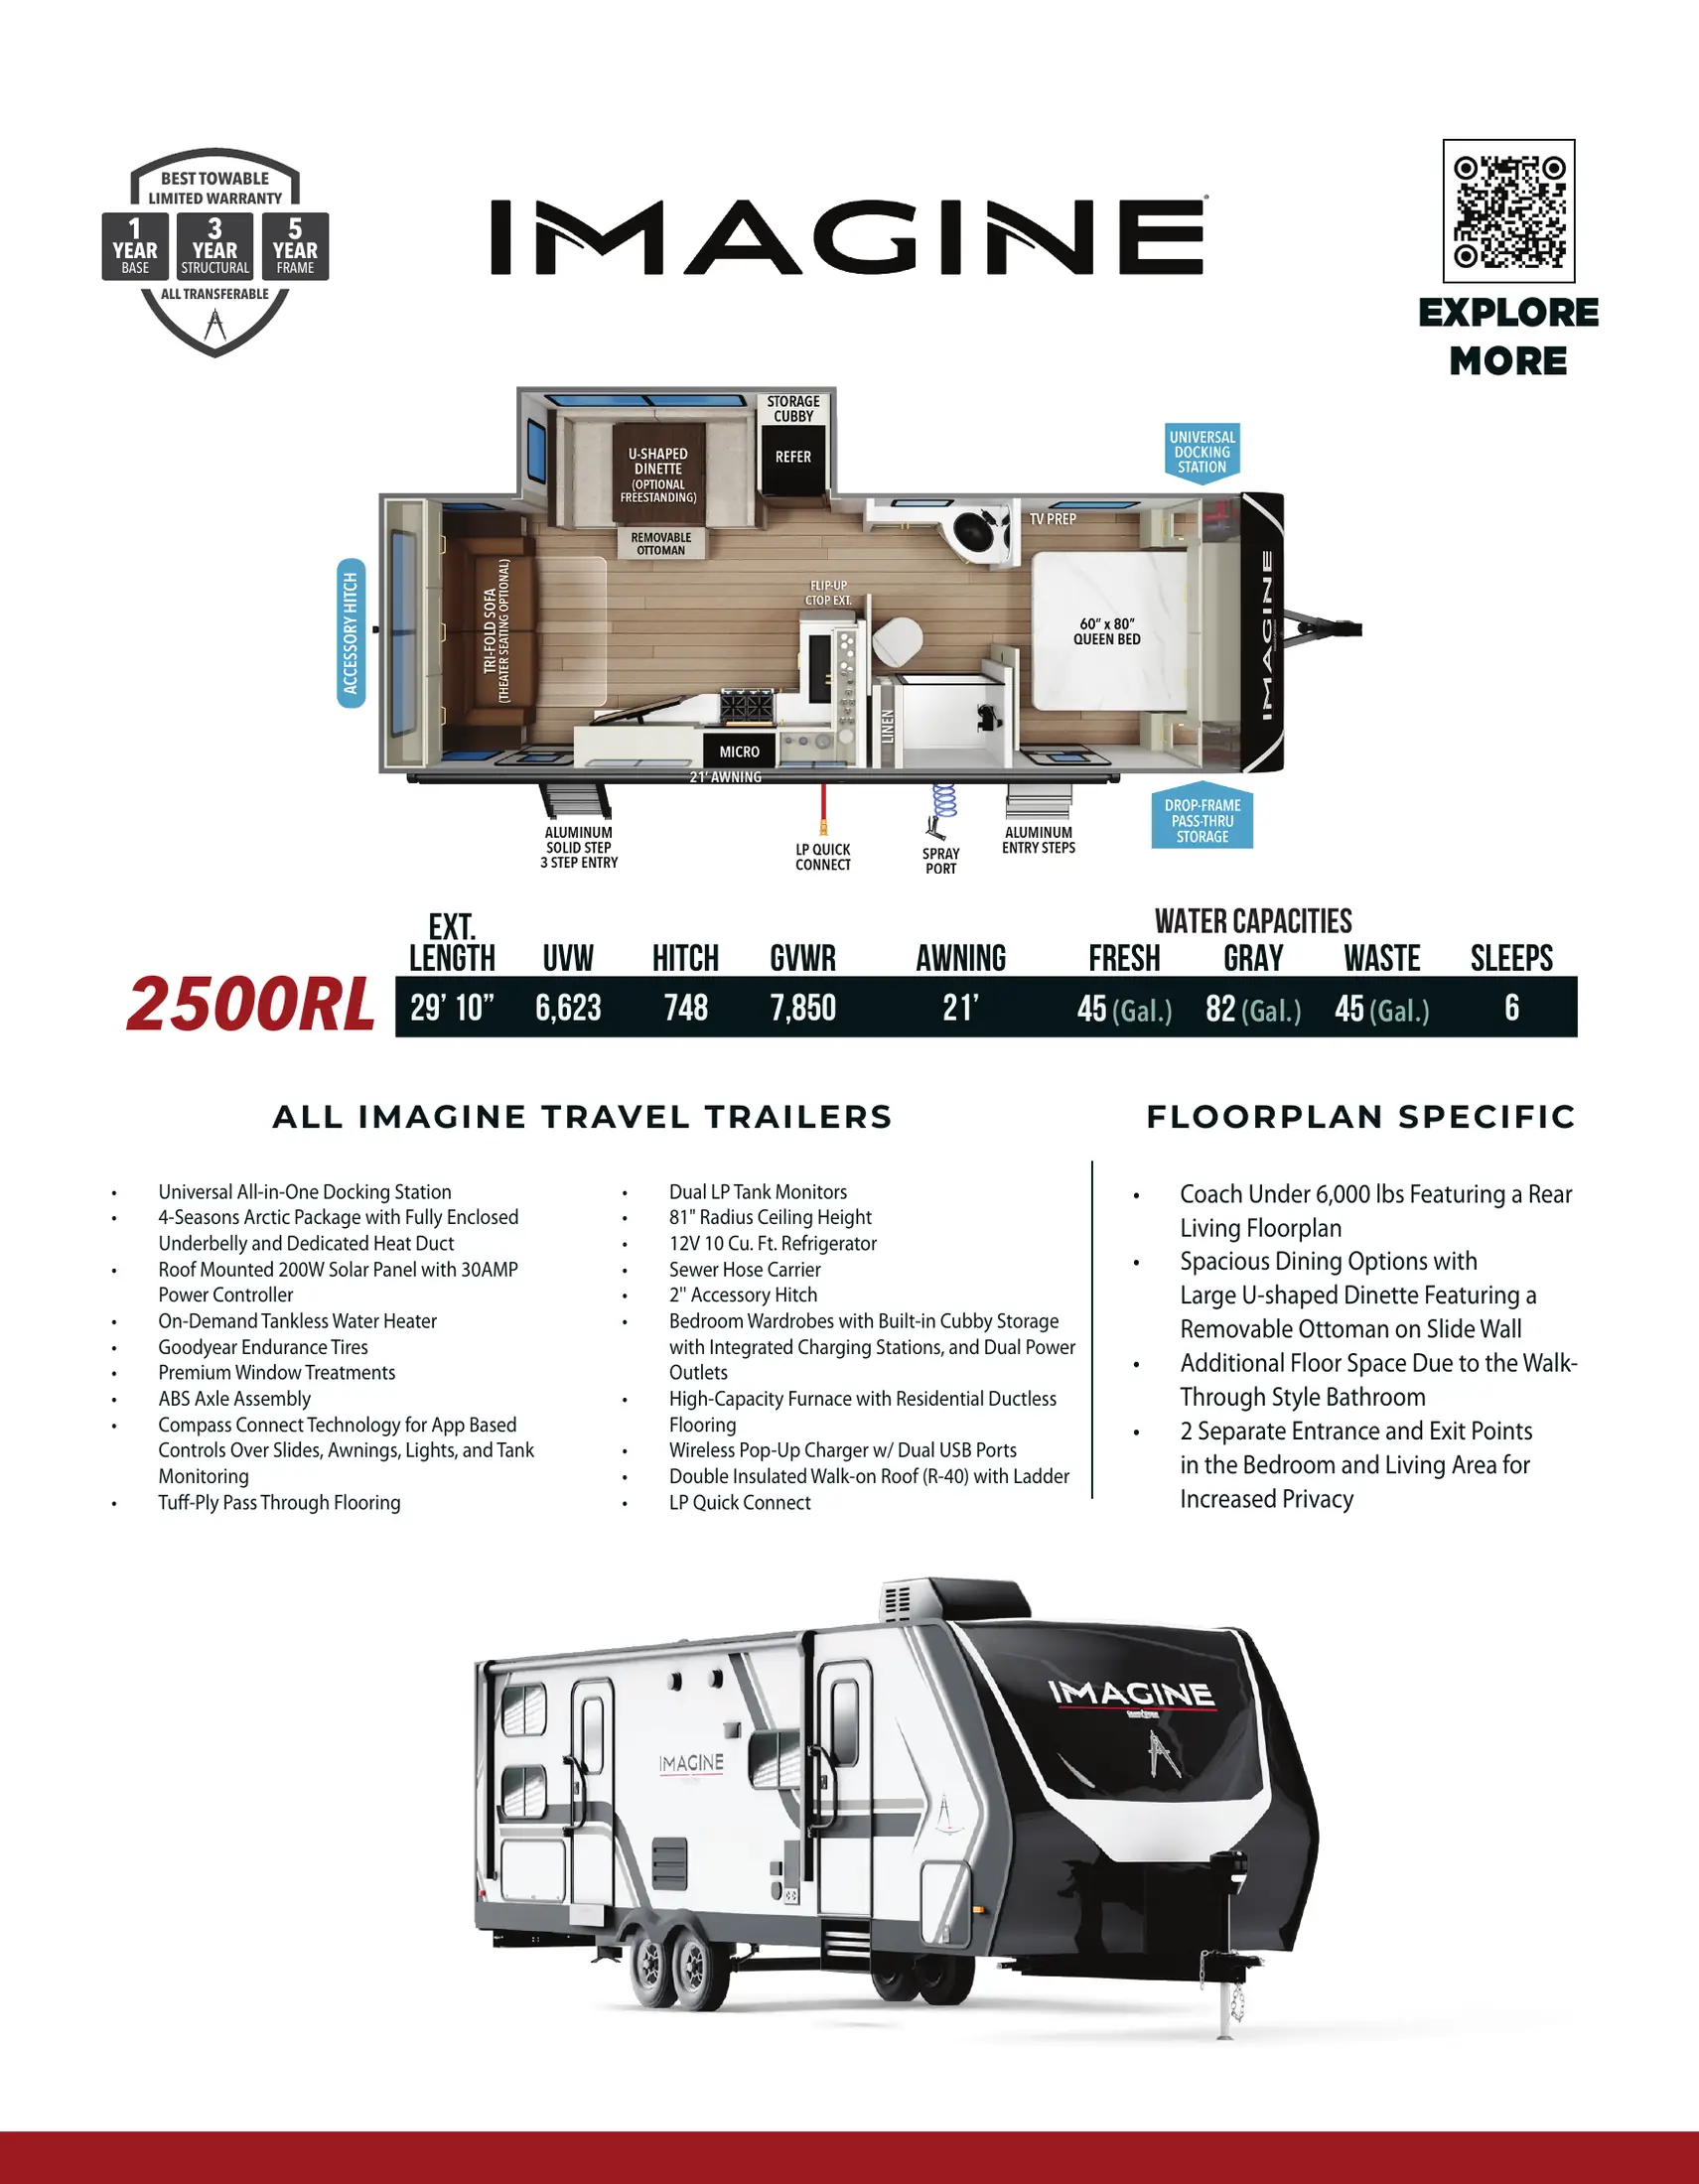 BEST TOWABLE
LIMITED WARRANTY
1 YEAR BASE
3 YEAR STRUCTURAL
5 YEAR FRAME
ALL TRANSFERABLE
IMAGINE
EXPLORE
MORE
STORAGE
CUBBY
REFER
U-SHAPED
DINETTE
(OPTIONAL
FREESTANDING)
REMOVABLE
OTTOMAN
UNIVERSAL
DOCKING
STATION
TV PREP
ACCESSORY HITCH
TRI-FOLD SOFA
(THEATER SEATING OPTIONAL)
FLIP-UP
CTOP EXT.
60” x 80”
QUEEN BED
IMAGINE
LINEN
MICRO
21’ AWNING
ALUMINUM
SOLID STEP
3 STEP ENTRY
LP QUICK
CONNECT
SPRAY
PORT
ALUMINUM
ENTRY STEPS
DROP-FRAME
PASS-THRU
STORAGE
WATER CAPACITIES
EXT.
LENGTH UVW HITCH GVWR AWNING FRESH GRAY WASTE SLEEPS
2500RL 29’ 10” 6,623 748 7,850 21’ 45 (Gal.) 82 (Gal.) 45 (Gal.) 6
ALL IMAGINE TRAVEL TRAILERS
• Universal All-in-One Docking Station
• 4-Seasons Arctic Package with Fully Enclosed
Underbelly and Dedicated Heat Duct
• Roof Mounted 200W Solar Panel with 30AMP
Power Controller
• On-Demand Tankless Water Heater
• Goodyear Endurance Tires
• Premium Window Treatments
• ABS Axle Assembly
• Compass Connect Technology for App Based
Controls Over Slides, Awnings, Lights, and Tank
Monitoring
• Tuff-Ply Pass Through Flooring
• Dual LP Tank Monitors
• 81" Radius Ceiling Height
• 12V 10 Cu. Ft. Refrigerator
• Sewer Hose Carrier
• 2" Accessory Hitch
• Bedroom Wardrobes with Built-in Cubby Storage
with Integrated Charging Stations, and Dual Power
Outlets
• High-Capacity Furnace with Residential Ductless
Flooring
• Wireless Pop-Up Charger w/ Dual USB Ports
• Double Insulated Walk-on Roof (R-40) with Ladder
• LP Quick Connect
FLOORPLAN SPECIFIC
• Coach Under 6,000 lbs Featuring a Rear
Living Floorplan
• Spacious Dining Options with
Large U-shaped Dinette Featuring a
Removable Ottoman on Slide Wall
• Additional Floor Space Due to the Walk-
Through Style Bathroom
• 2 Separate Entrance and Exit Points
in the Bedroom and Living Area for
Increased Privacy
IMAGINE
IMAGINE